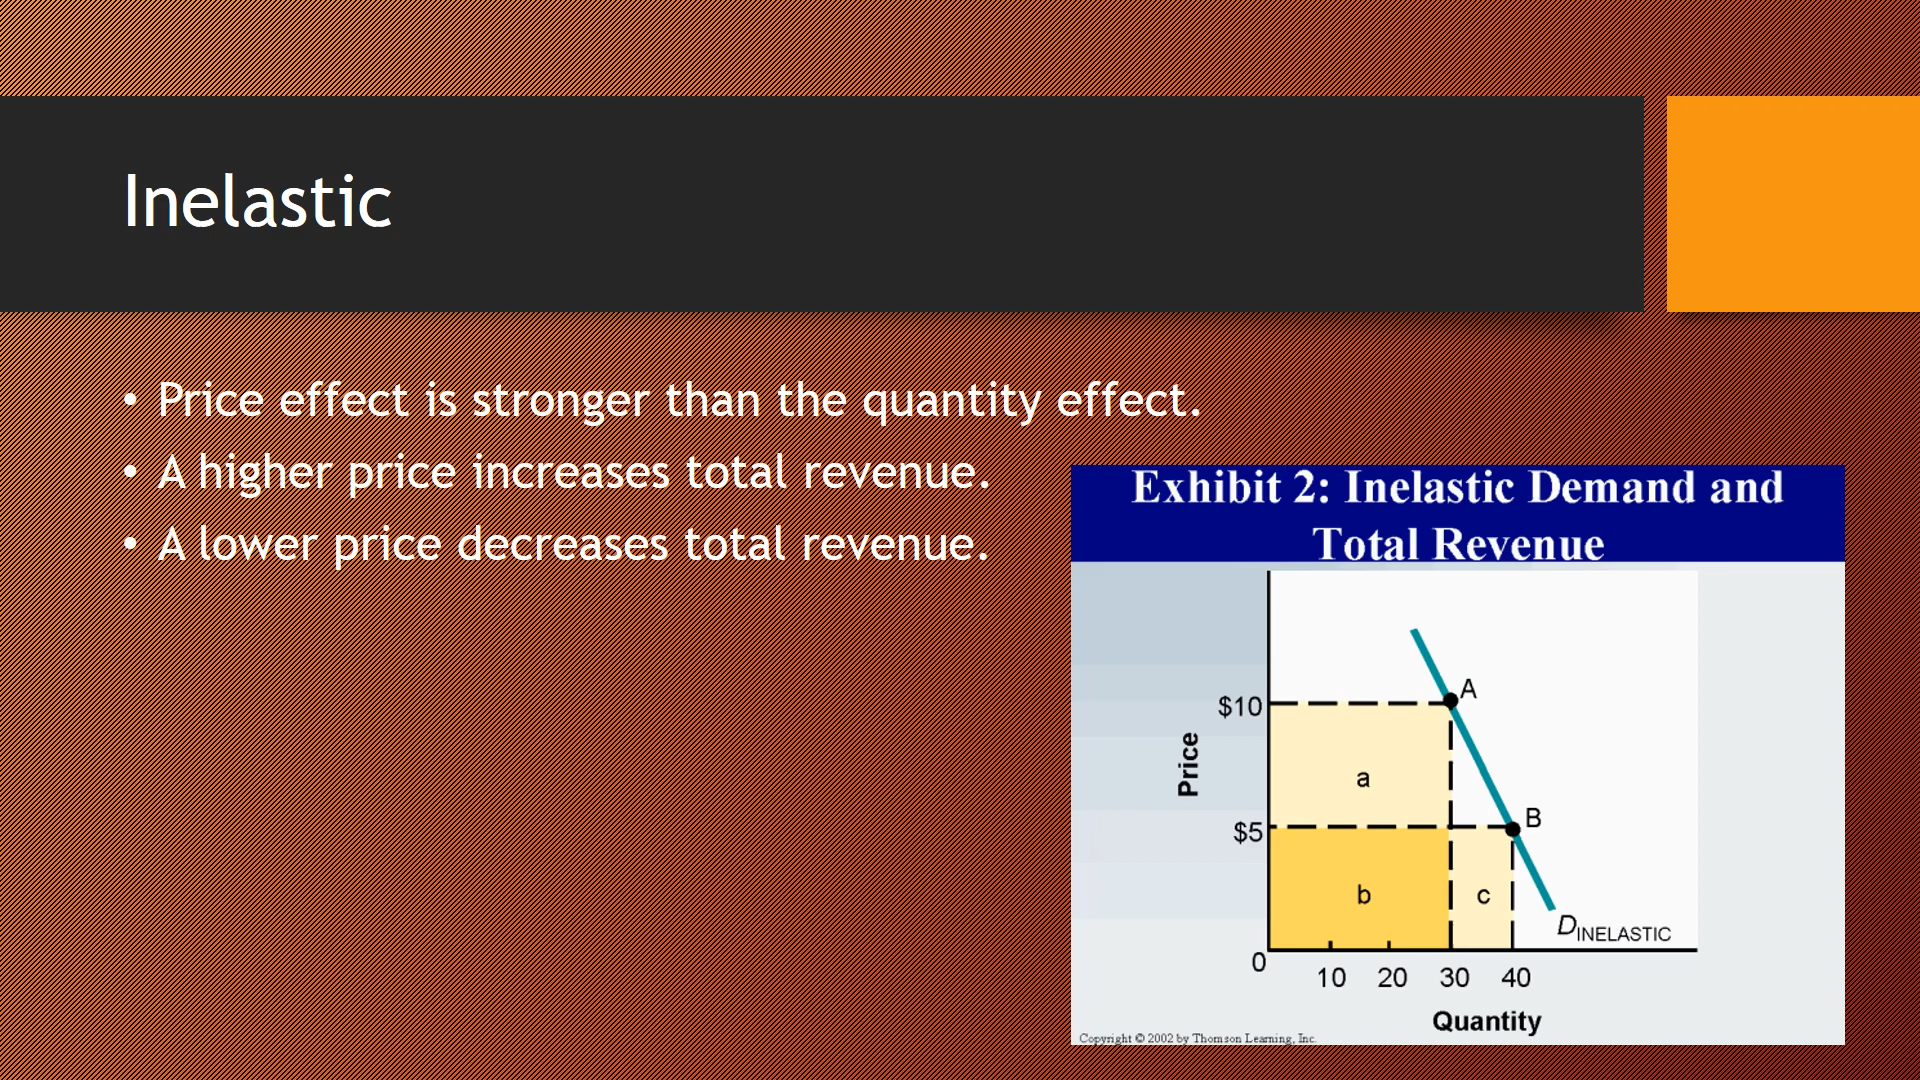 Inelastic
• Price effect is stronger than the quantity effect.
• A higher price increases total revenue.
• A lower price decreases total revenue.
Exhibit 2: Inelastic Demand and
Total Revenue
A
$10
Price
a
B
$5
b
c
DINELASTIC
0
10 20 30 40
Quantity
Copyright © 2002 by Thomson Learning, Inc.